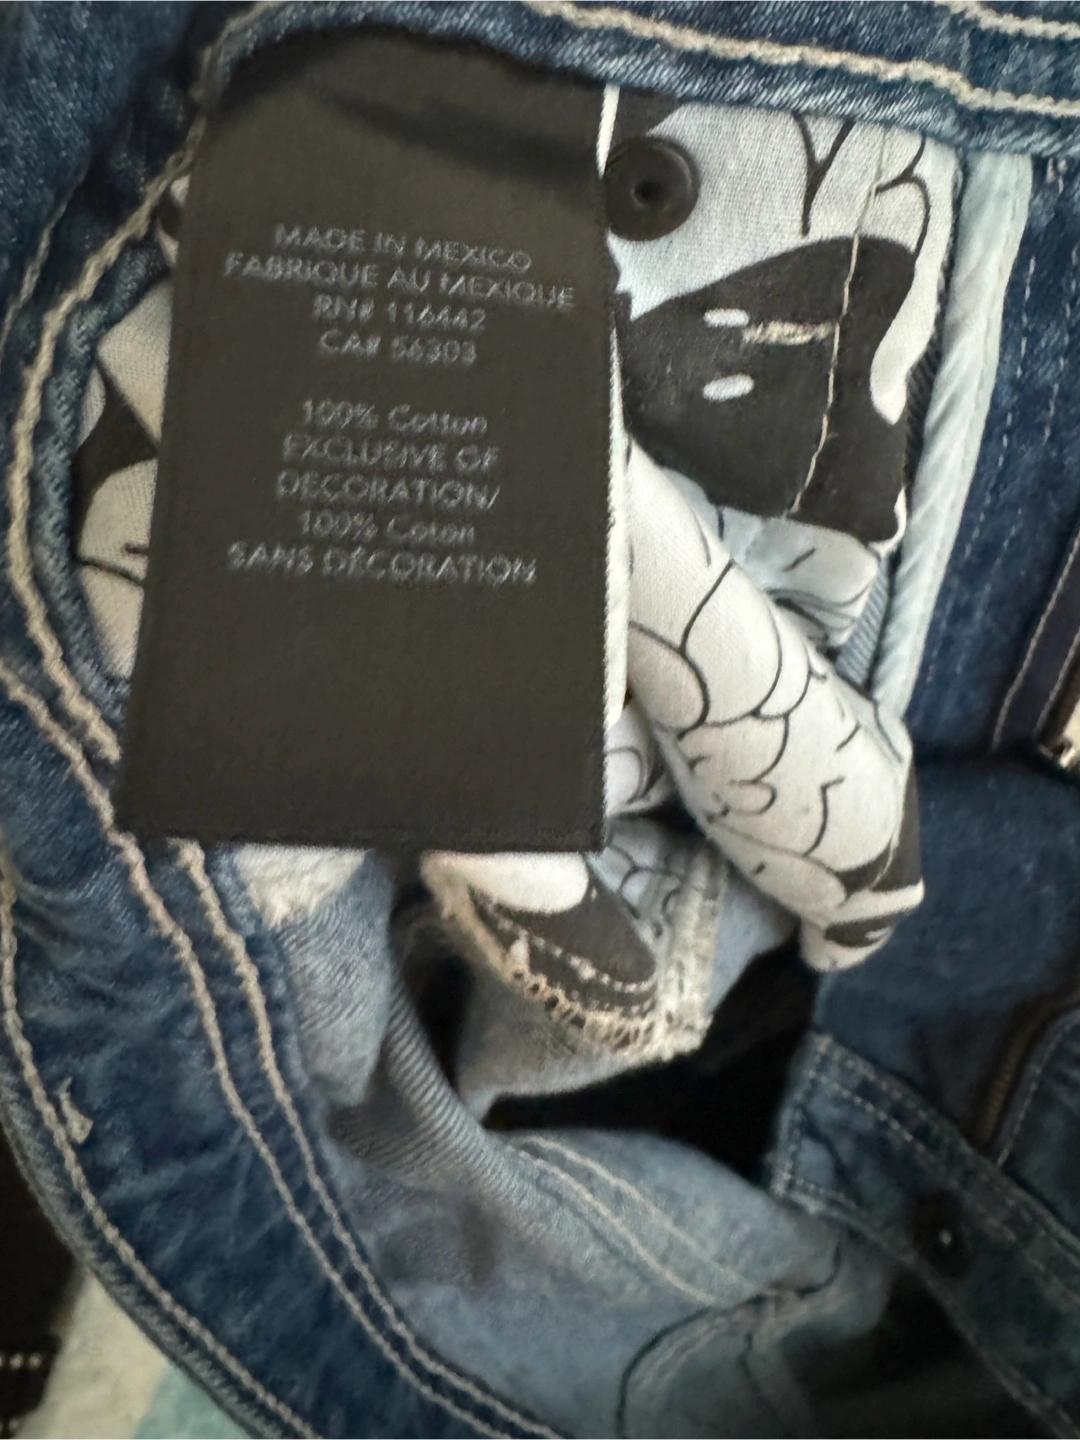 MADE IN MEXICO
FABRIQUE AU MEXIQUE
RN# 116442
CA# 56303
100% Cotton
EXCLUSIVE OF
DECORATION/
100% Coton
SANS DÉCORATION